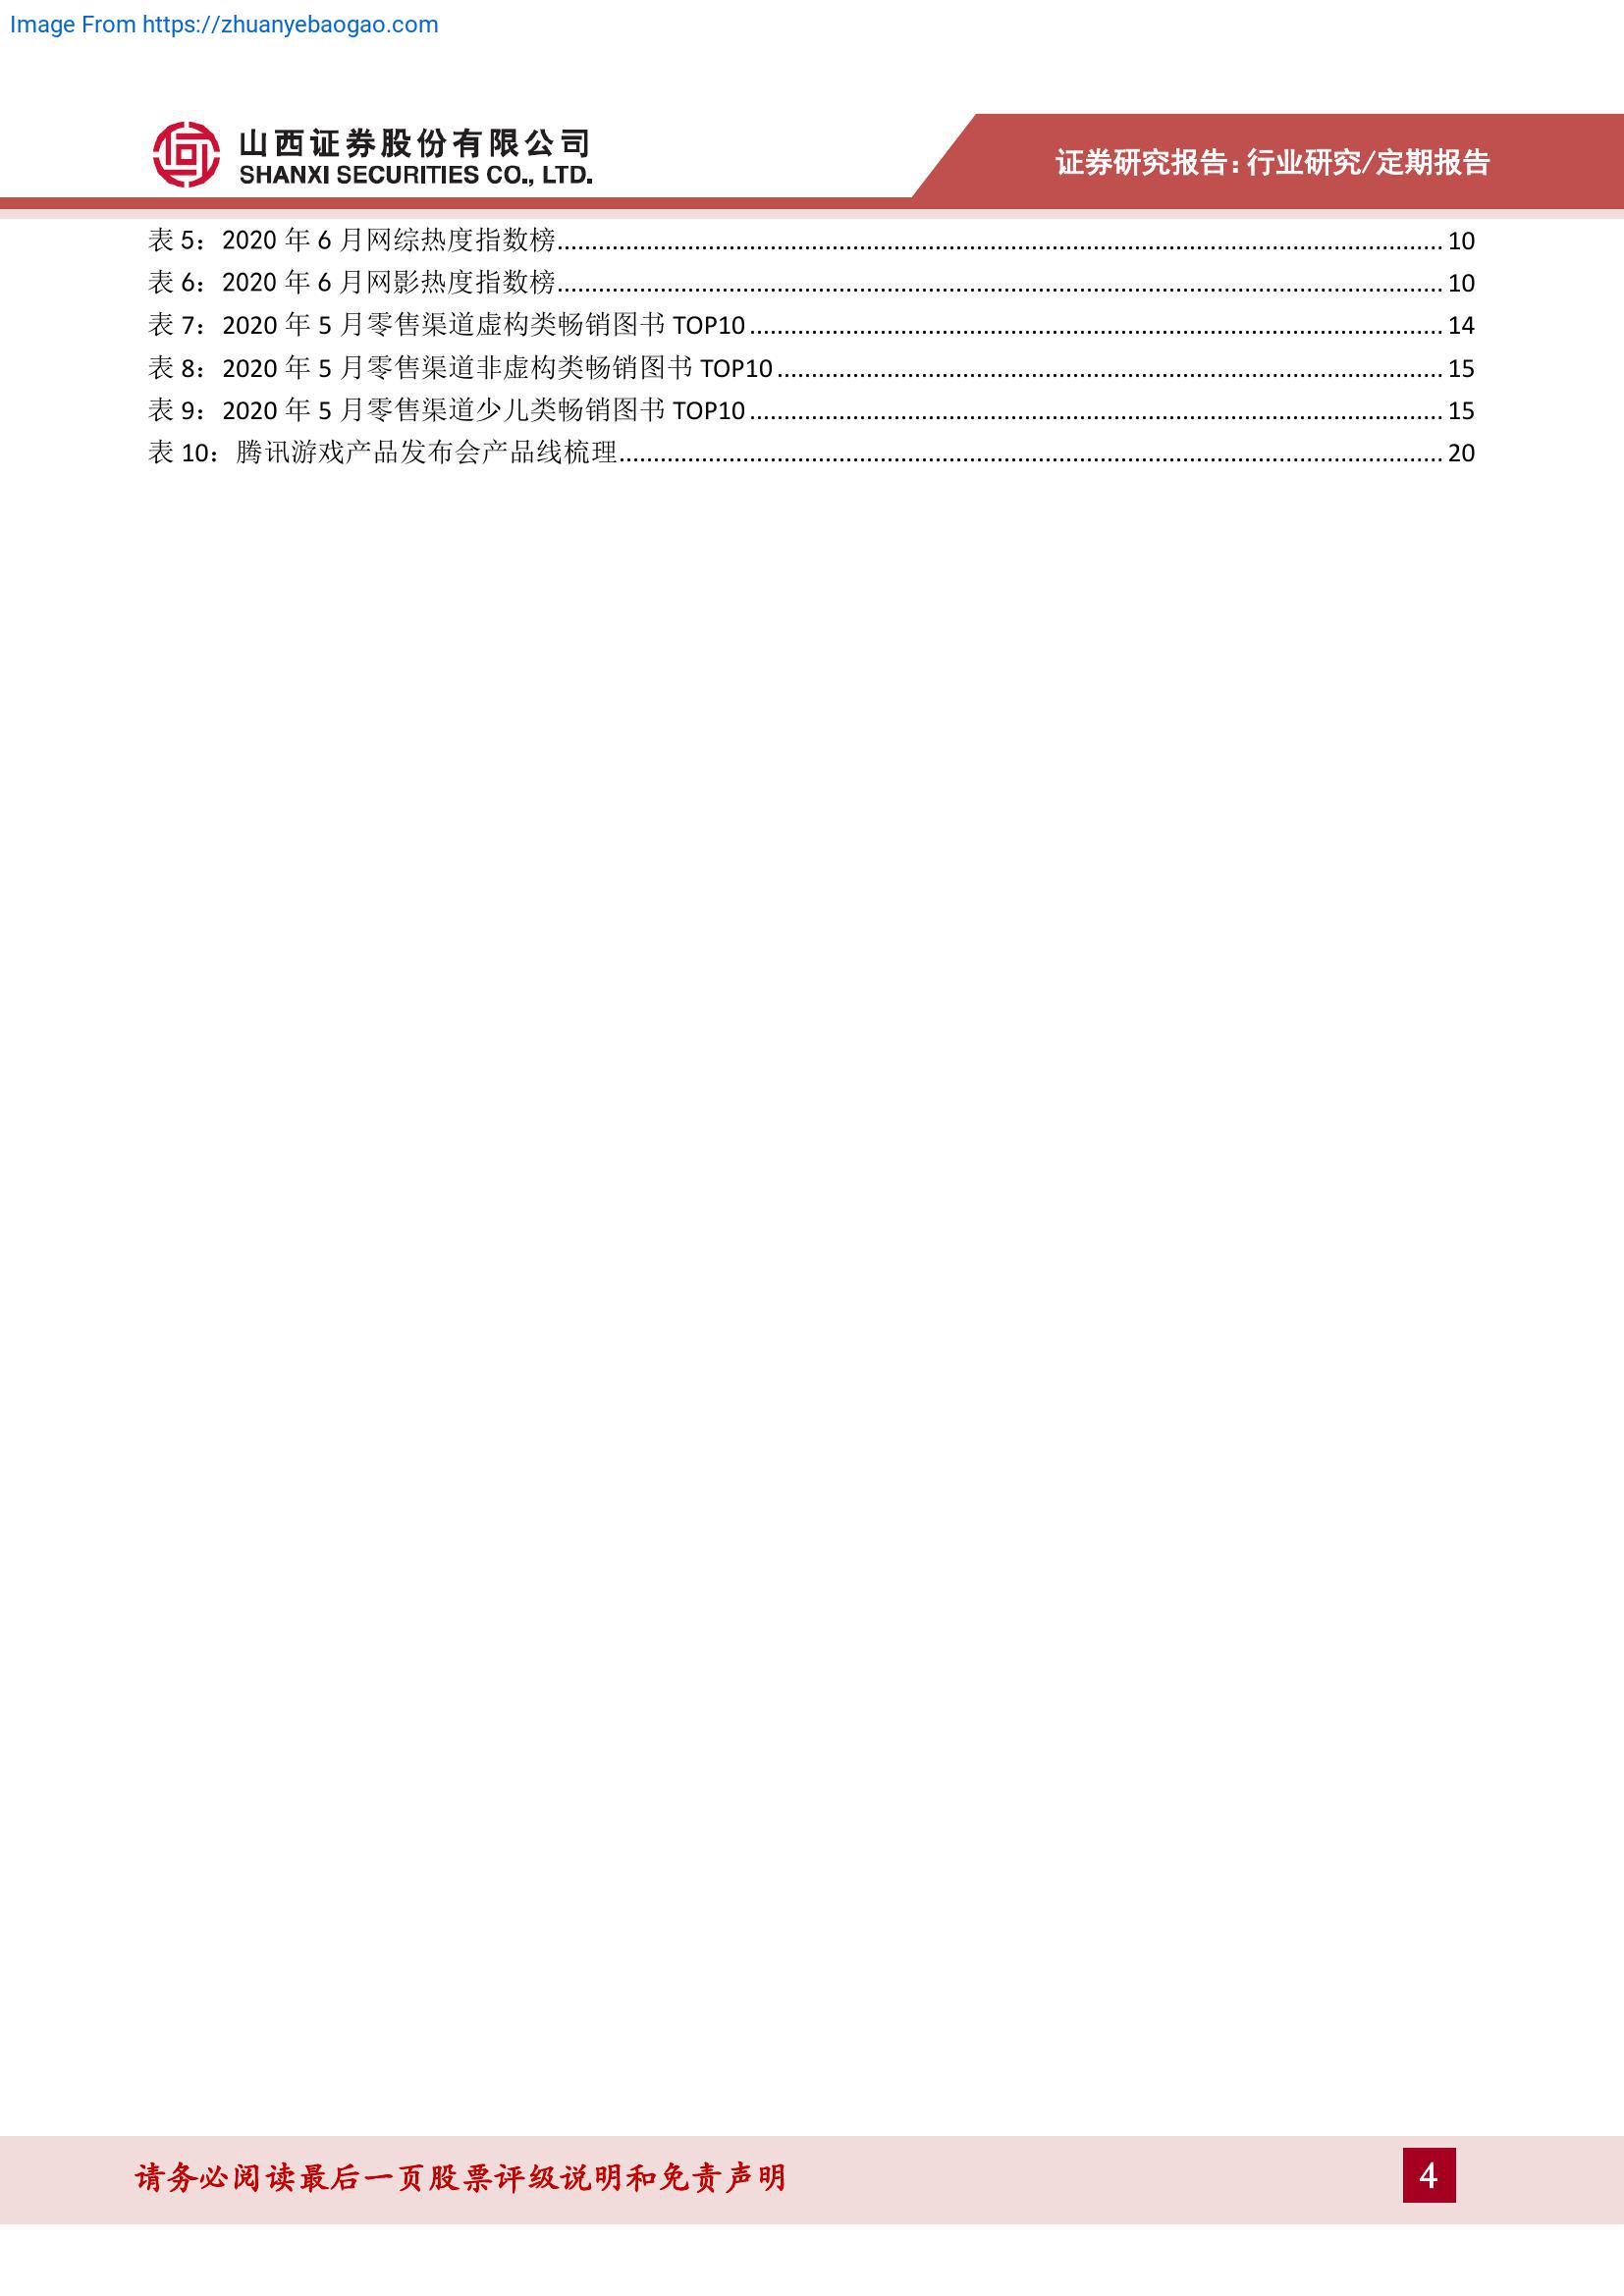 Image From https://zhuanyebaogao.com
山西证券股份有限公司
SHANXI SECURITIES CO., LTD.
证券研究报告：行业研究/定期报告
表 5：2020 年 6 月网综热度指数榜 10
表 6：2020 年 6 月网影热度指数榜 10
表 7：2020 年 5 月零售渠道虚构类畅销图书 TOP10 14
表 8：2020 年 5 月零售渠道非虚构类畅销图书 TOP10 15
表 9：2020 年 5 月零售渠道少儿类畅销图书 TOP10 15
表 10：腾讯游戏产品发布会产品线梳理 20
请务必阅读最后一页股票评级说明和免责声明
4